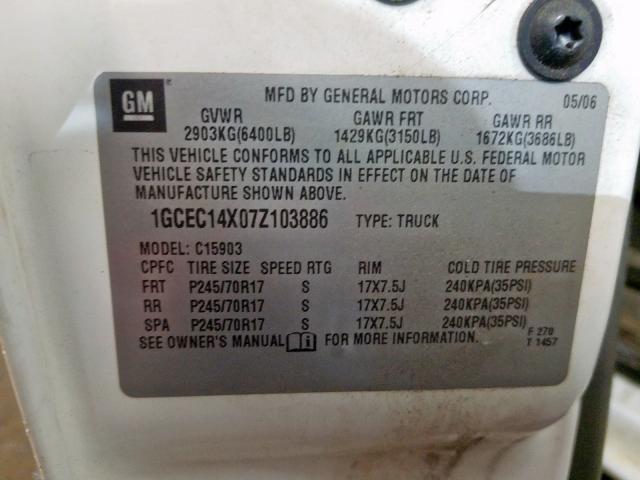 GM
MFD BY GENERAL MOTORS CORP. 05/06
GVWR GAWR FRT GAWR RR
2903KG(6400LB) 1429KG(3150LB) 1672KG(3686LB)
THIS VEHICLE CONFORMS TO ALL APPLICABLE U.S. FEDERAL MOTOR
VEHICLE SAFETY STANDARDS IN EFFECT ON THE DATE OF
MANUFACTURE SHOWN ABOVE.
1GCEC14X07Z103886 TYPE: TRUCK
MODEL: C15903
CPFC TIRE SIZE SPEED RTG RIM COLD TIRE PRESSURE
FRT P245/70R17 S 17X7.5J 240KPA(35PSI)
RR P245/70R17 S 17X7.5J 240KPA(35PSI)
SPA P245/70R17 S 17X7.5J 240KPA(35PSI)
SEE OWNER'S MANUAL FOR MORE INFORMATION.
F 270
T 1457